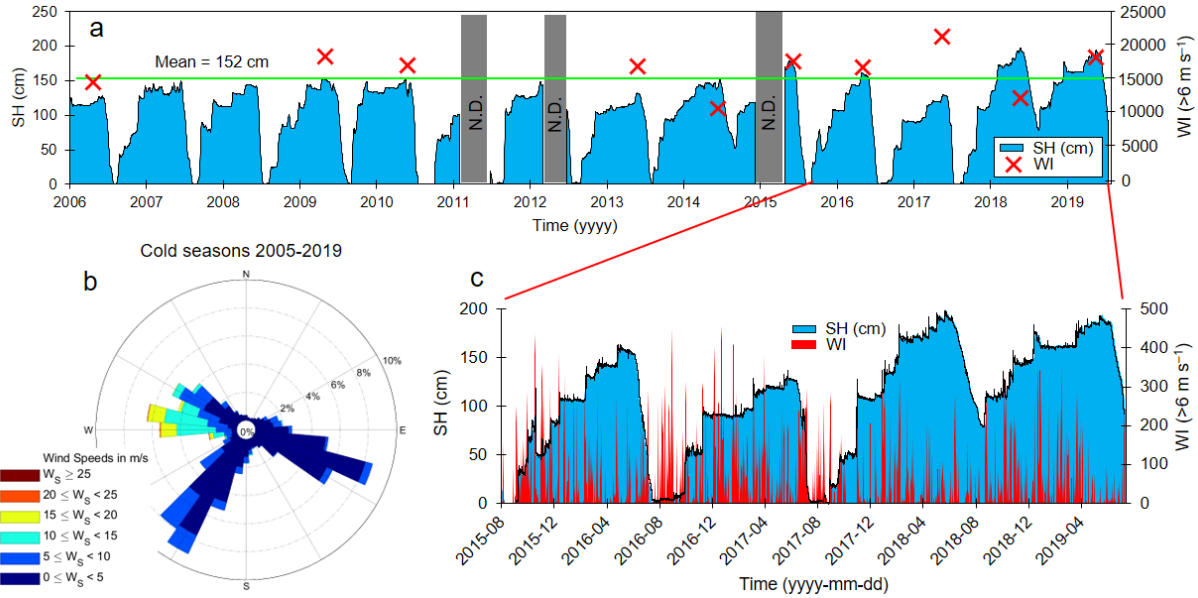 a
Mean = 152 cm
SH (cm)
250
200
150
100
50
0
25000
20000
15000
10000
5000
0
WI (>6 m s⁻¹)
N.D.
N.D.
N.D.
SH (cm)
WI
2006 2007 2008 2009 2010 2011 2012 2013 2014 2015 2016 2017 2018 2019
Time (yyyy)
Cold seasons 2005-2019
b
N
10%
8%
6%
4%
2%
0%
W
E
S
Wind Speeds in m/s
W_S ≥ 25
20 ≤ W_S < 25
15 ≤ W_S < 20
10 ≤ W_S < 15
5 ≤ W_S < 10
0 ≤ W_S < 5
c
SH (cm)
WI
SH (cm)
200
150
100
50
0
500
400
300
200
100
0
WI (>6 m s⁻¹)
2015-08 2015-12 2016-04 2016-08 2016-12 2017-04 2017-08 2017-12 2018-04 2018-08 2018-12 2019-04
Time (yyyy-mm-dd)